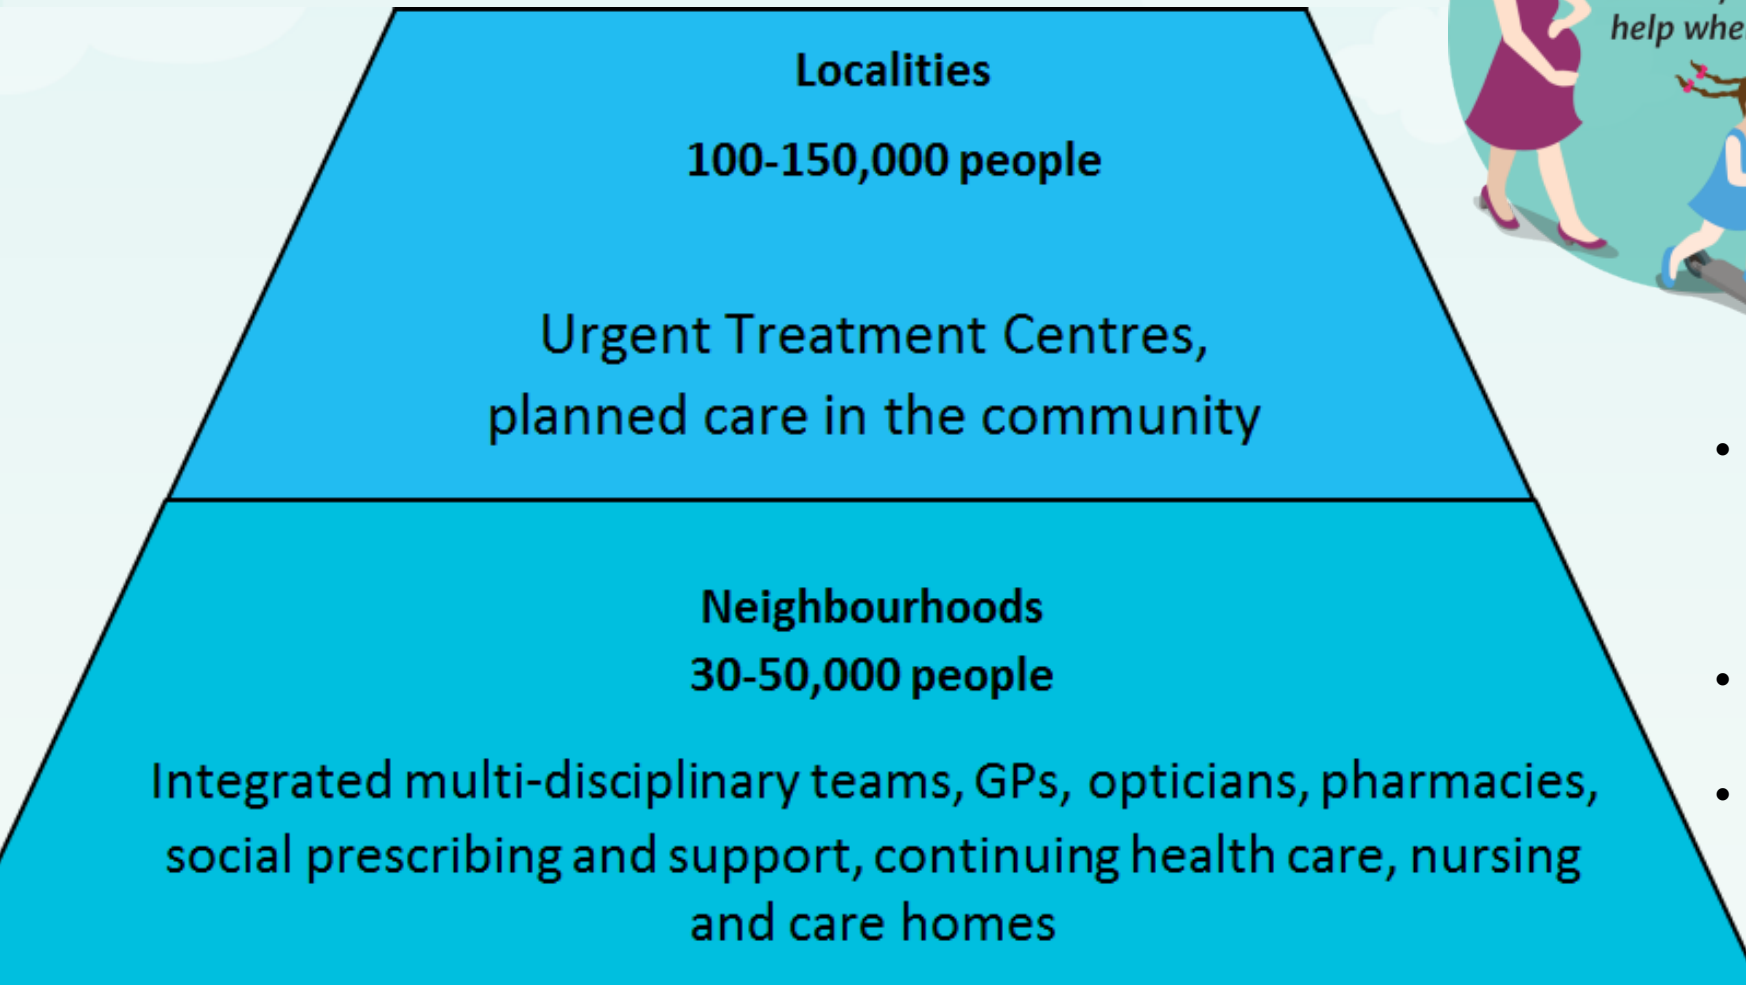 help
Localities
100-150,000 people
Urgent Treatment Centres,
planned care in the community
•
Neighbourhoods
30-50,000 people
•
Integrated multi-disciplinary teams, GPs, opticians, pharmacies,
•
social prescribing and support, continuing health care, nursing
and care homes